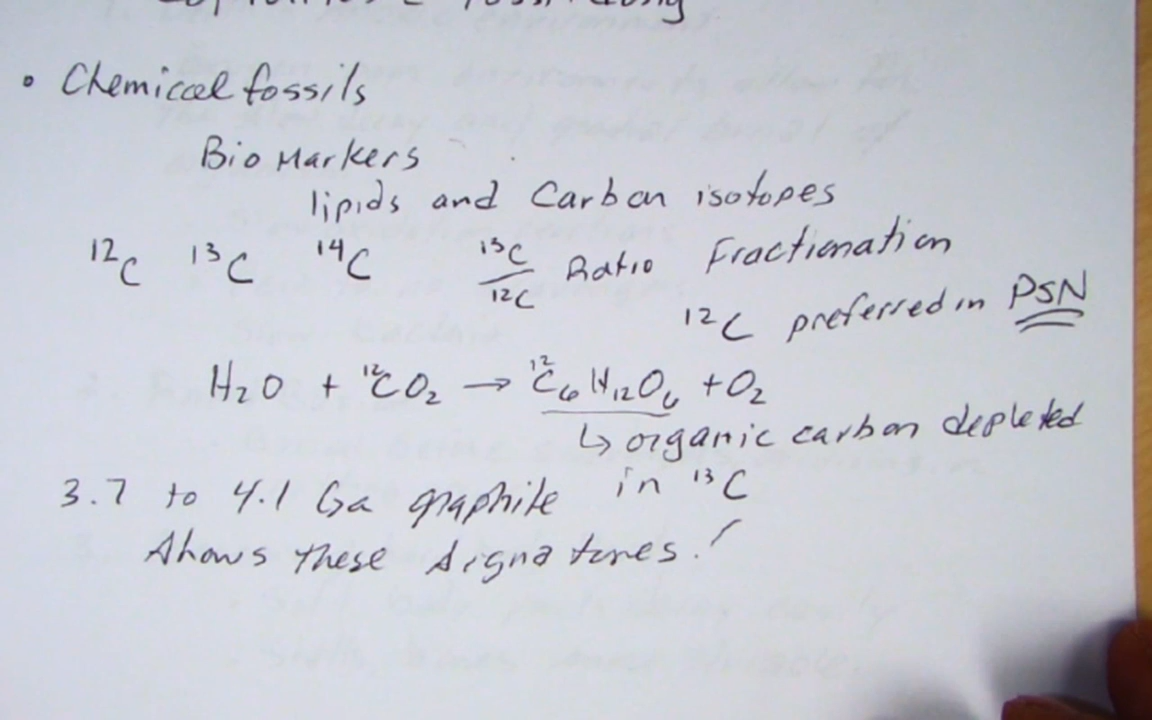 • Chemical fossils
Bio Markers
lipids and Carbon isotopes
¹²C ¹³C ¹⁴C ¹³C/¹²C Ratio Fractionation
¹²C preferred in PSN
H₂O + ¹²CO₂ → ¹²C₆H₁₂O₆ + O₂
↳ organic carbon depleted
in ¹³C
3.7 to 4.1 Ga graphite
shows these signatures!